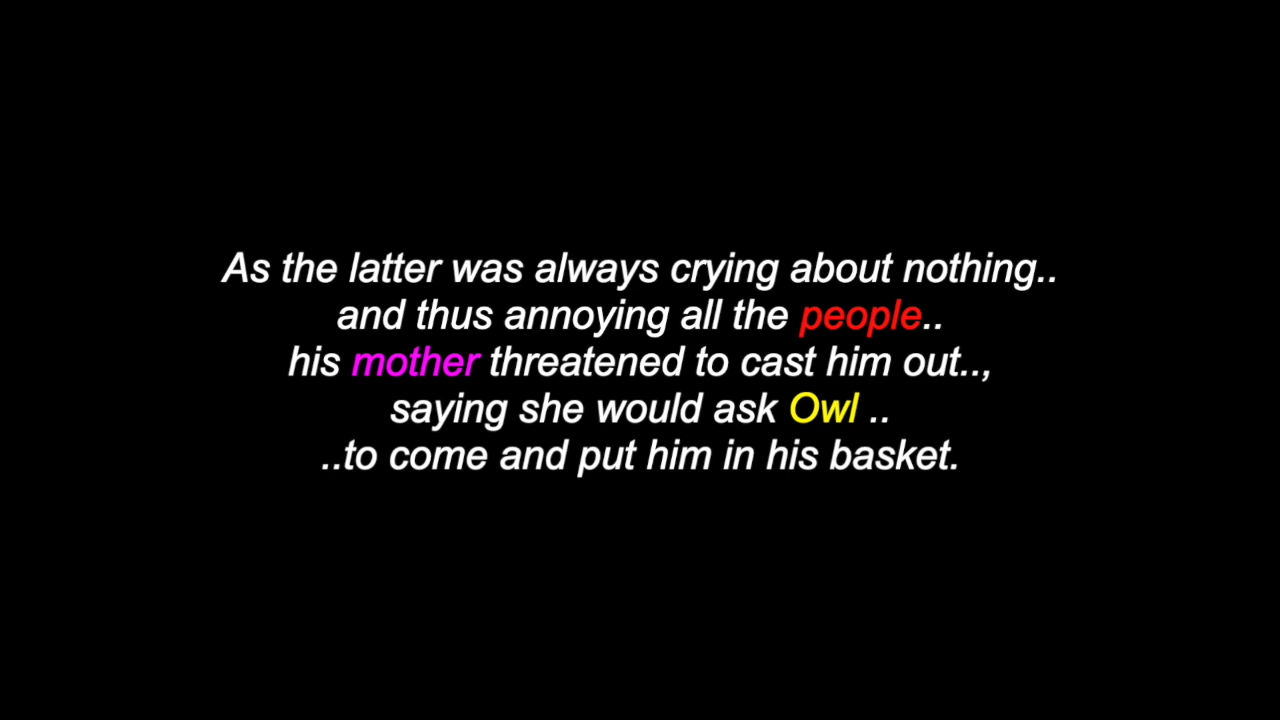 As the latter was always crying about nothing..
and thus annoying all the people..
his mother threatened to cast him out..,
saying she would ask Owl ..
..to come and put him in his basket.